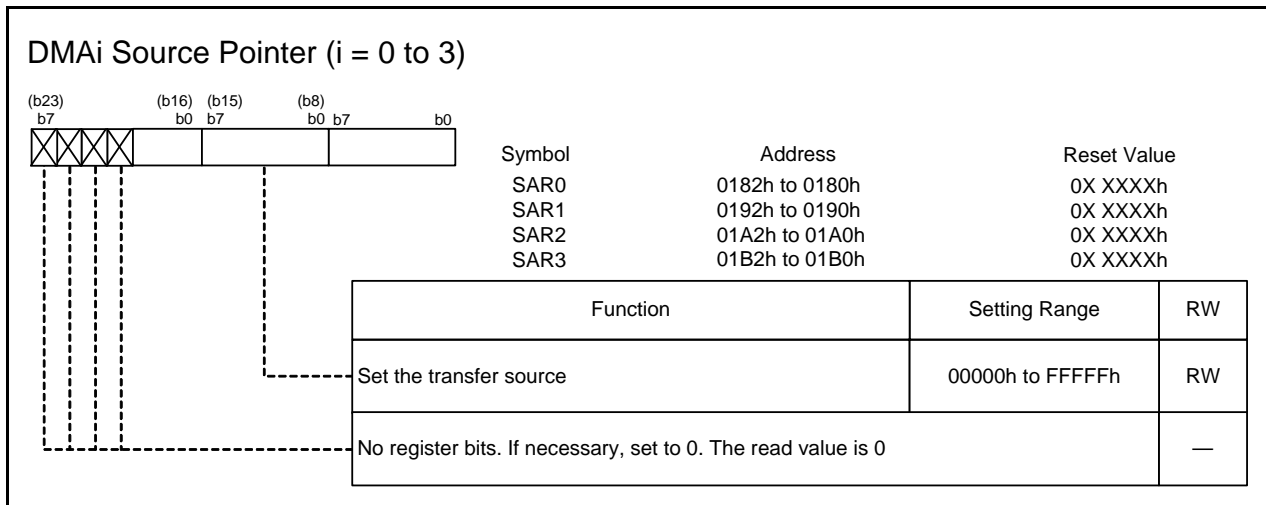 DMAi Source Pointer (i = 0 to 3)
(b23) (b16) (b15) (b8)
b7 b0 b7 b0 b7 b0
Symbol Address Reset Value
SAR0 0182h to 0180h 0X XXXXh
SAR1 0192h to 0190h 0X XXXXh
SAR2 01A2h to 01A0h 0X XXXXh
SAR3 01B2h to 01B0h 0X XXXXh
Function Setting Range RW
Set the transfer source 00000h to FFFFFh RW
No register bits. If necessary, set to 0. The read value is 0 —